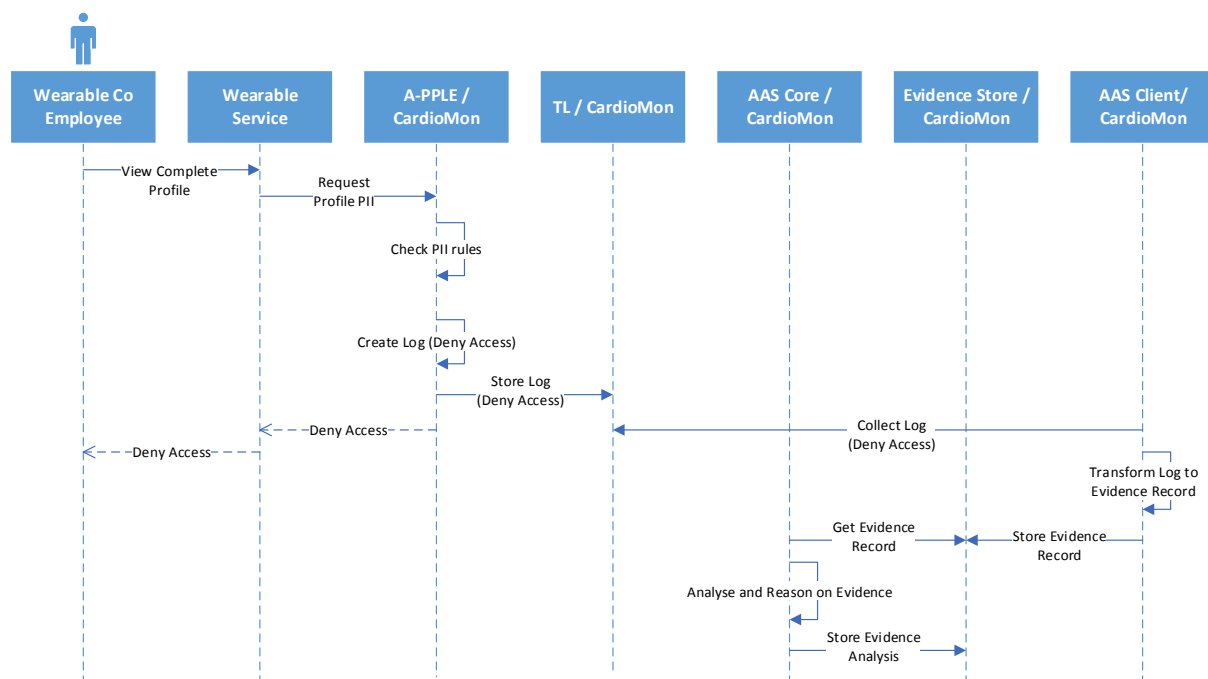 Wearable Co
Employee
Wearable
Service
A-PPLE /
CardioMon
TL / CardioMon
AAS Core /
CardioMon
Evidence Store /
CardioMon
AAS Client/
CardioMon
View Complete
Profile
Request
Profile PII
Check PII rules
Create Log (Deny Access)
Store Log
(Deny Access)
Deny Access
Collect Log
(Deny Access)
Deny Access
Transform Log to
Evidence Record
Get Evidence
Record
Store Evidence
Record
Analyse and Reason on Evidence
Store Evidence
Analysis